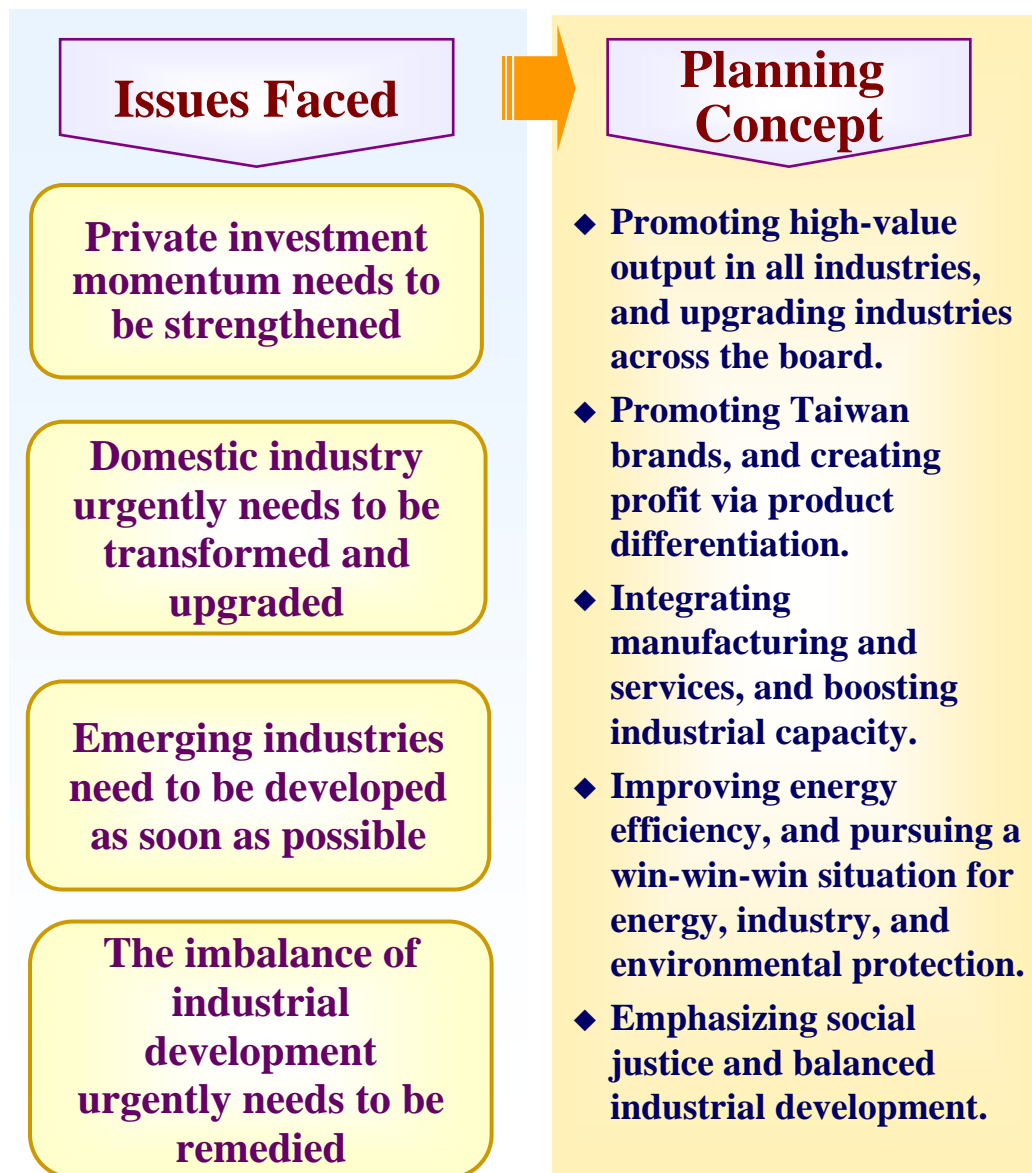 Issues Faced
Private investment
momentum needs to
be strengthened
Domestic industry
urgently needs to be
transformed and
upgraded
Emerging industries
need to be developed
as soon as possible
The imbalance of
industrial
development
urgently needs to be
remedied
Planning
Concept
◆ Promoting high-value
output in all industries,
and upgrading industries
across the board.
◆ Promoting Taiwan
brands, and creating
profit via product
differentiation.
◆ Integrating
manufacturing and
services, and boosting
industrial capacity.
◆ Improving energy
efficiency, and pursuing a
win-win-win situation for
energy, industry, and
environmental protection.
◆ Emphasizing social
justice and balanced
industrial development.